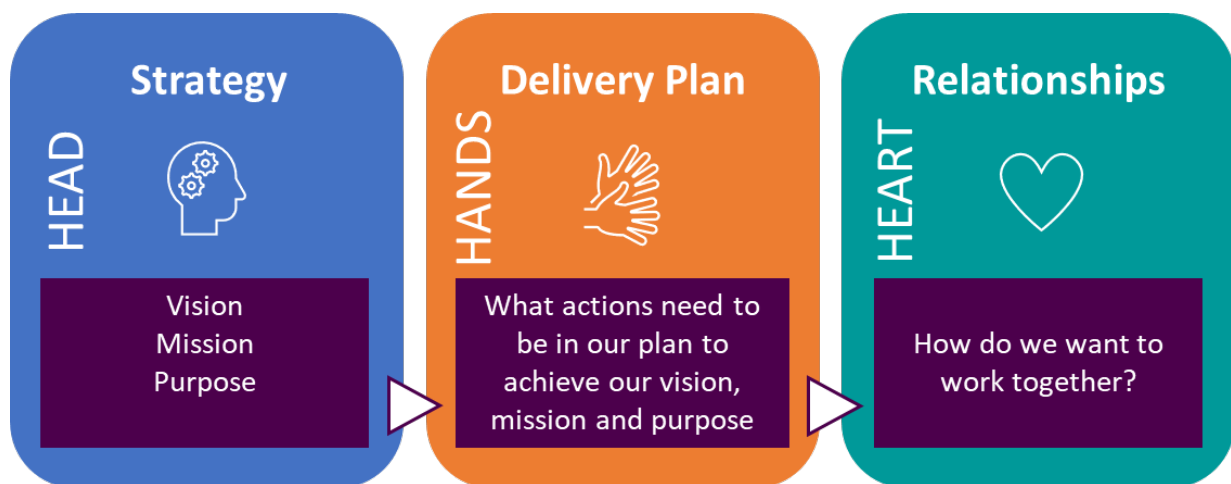 Strategy
HEAD
Vision
Mission
Purpose
Delivery Plan
HANDS
What actions need to
be in our plan to
achieve our vision,
mission and purpose
Relationships
HEART
How do we want to
work together?